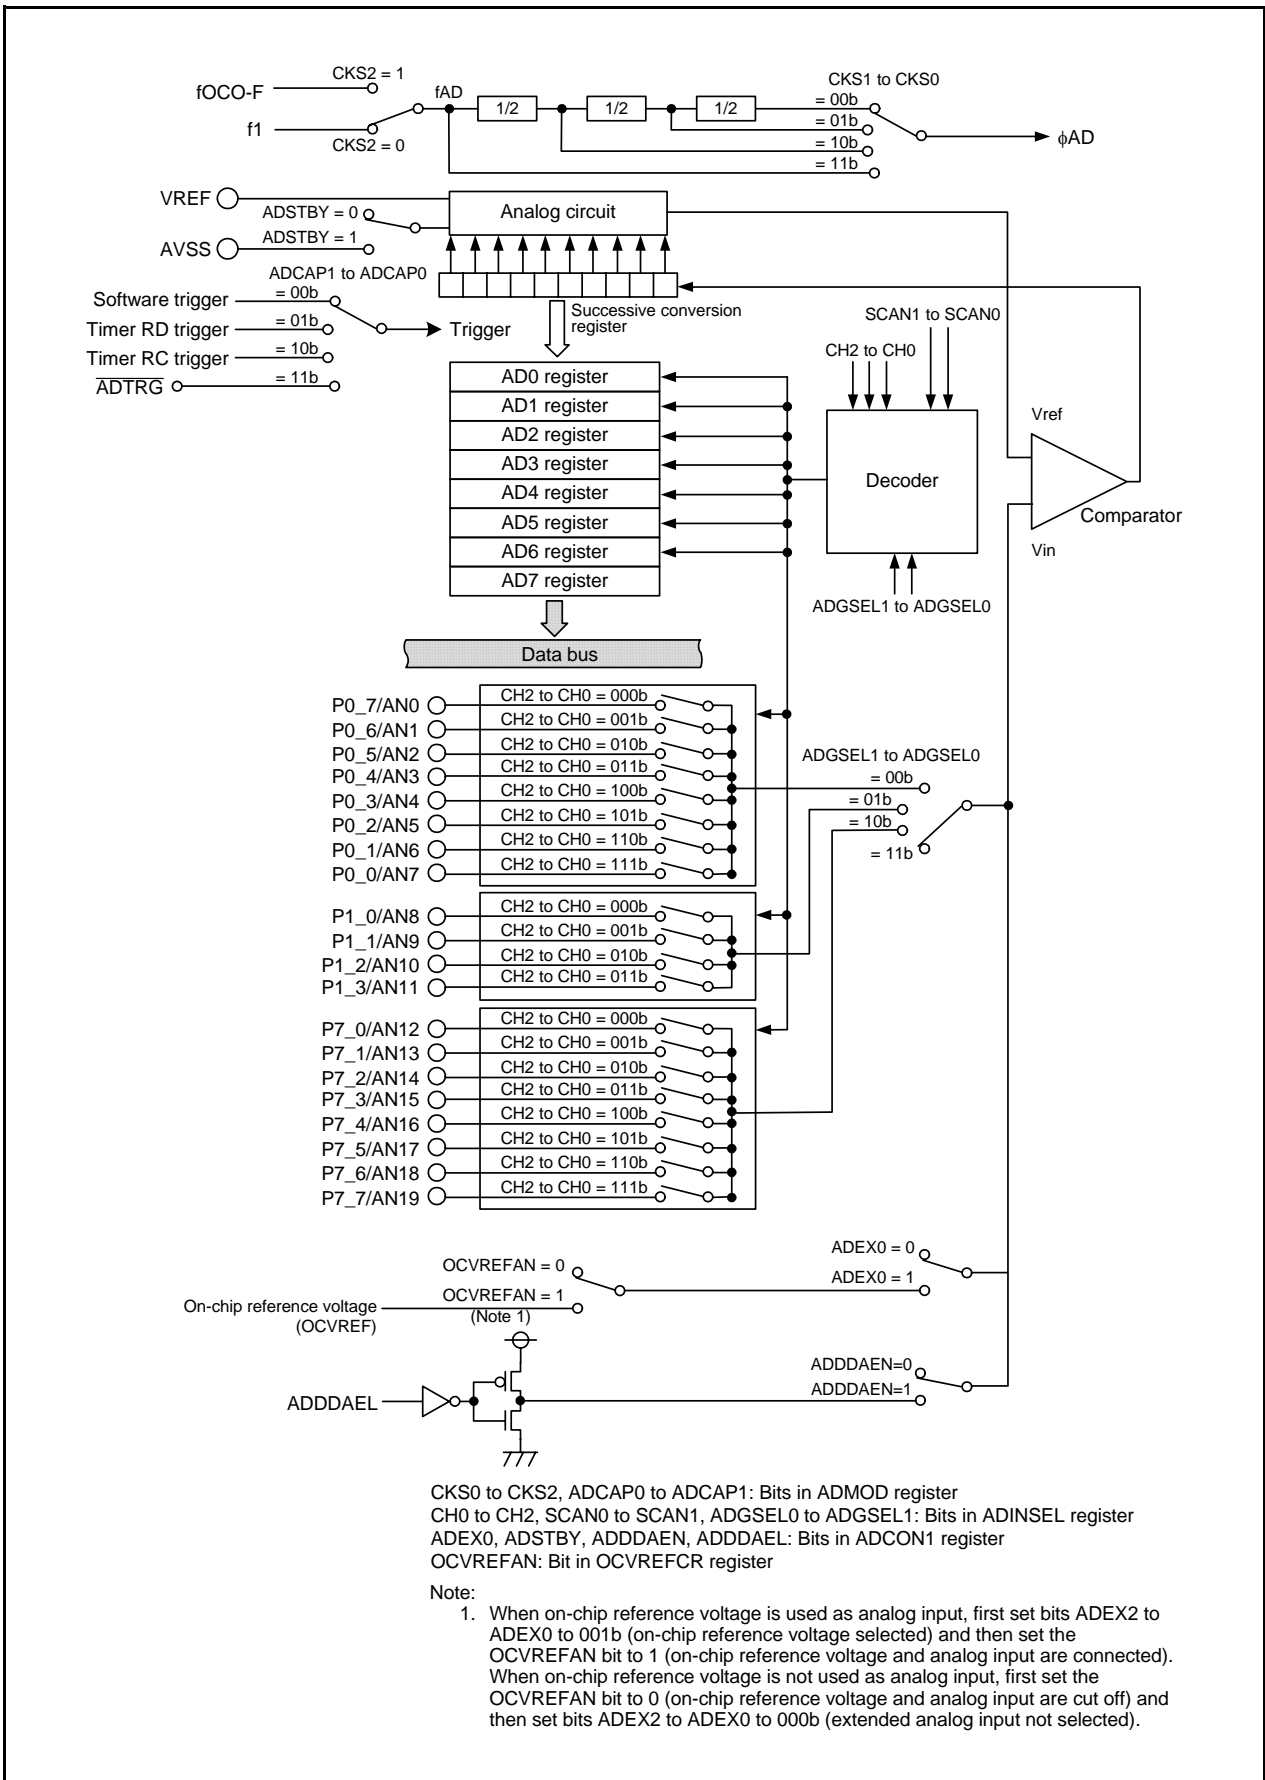 fOCO-F
CKS2 = 1
f1
CKS2 = 0
fAD
1/2
1/2
1/2
CKS1 to CKS0
= 00b
= 01b
= 10b
= 11b
ϕAD
VREF
AVSS
ADSTBY = 0
ADSTBY = 1
Analog circuit
ADCAP1 to ADCAP0
Software trigger
= 00b
Timer RD trigger
= 01b
Timer RC trigger
= 10b
ADTRG
= 11b
Trigger
Successive conversion
register
SCAN1 to SCAN0
CH2 to CH0
AD0 register
AD1 register
AD2 register
AD3 register
AD4 register
AD5 register
AD6 register
AD7 register
Decoder
ADGSEL1 to ADGSEL0
Vref
Comparator
Vin
Data bus
P0_7/AN0
CH2 to CH0 = 000b
P0_6/AN1
CH2 to CH0 = 001b
P0_5/AN2
CH2 to CH0 = 010b
P0_4/AN3
CH2 to CH0 = 011b
P0_3/AN4
CH2 to CH0 = 100b
P0_2/AN5
CH2 to CH0 = 101b
P0_1/AN6
CH2 to CH0 = 110b
P0_0/AN7
CH2 to CH0 = 111b
ADGSEL1 to ADGSEL0
= 00b
= 01b
= 10b
= 11b
P1_0/AN8
CH2 to CH0 = 000b
P1_1/AN9
CH2 to CH0 = 001b
P1_2/AN10
CH2 to CH0 = 010b
P1_3/AN11
CH2 to CH0 = 011b
P7_0/AN12
CH2 to CH0 = 000b
P7_1/AN13
CH2 to CH0 = 001b
P7_2/AN14
CH2 to CH0 = 010b
P7_3/AN15
CH2 to CH0 = 011b
P7_4/AN16
CH2 to CH0 = 100b
P7_5/AN17
CH2 to CH0 = 101b
P7_6/AN18
CH2 to CH0 = 110b
P7_7/AN19
CH2 to CH0 = 111b
OCVREFAN = 0
OCVREFAN = 1
(Note 1)
On-chip reference voltage
(OCVREF)
ADEX0 = 0
ADEX0 = 1
ADDDAEL
ADDDAEN=0
ADDDAEN=1
CKS0 to CKS2, ADCAP0 to ADCAP1: Bits in ADMOD register
CH0 to CH2, SCAN0 to SCAN1, ADGSEL0 to ADGSEL1: Bits in ADINSEL register
ADEX0, ADSTBY, ADDDAEN, ADDDAEL: Bits in ADCON1 register
OCVREFAN: Bit in OCVREFCR register
Note:
1. When on-chip reference voltage is used as analog input, first set bits ADEX2 to
ADEX0 to 001b (on-chip reference voltage selected) and then set the
OCVREFAN bit to 1 (on-chip reference voltage and analog input are connected).
When on-chip reference voltage is not used as analog input, first set the
OCVREFAN bit to 0 (on-chip reference voltage and analog input are cut off) and
then set bits ADEX2 to ADEX0 to 000b (extended analog input not selected).